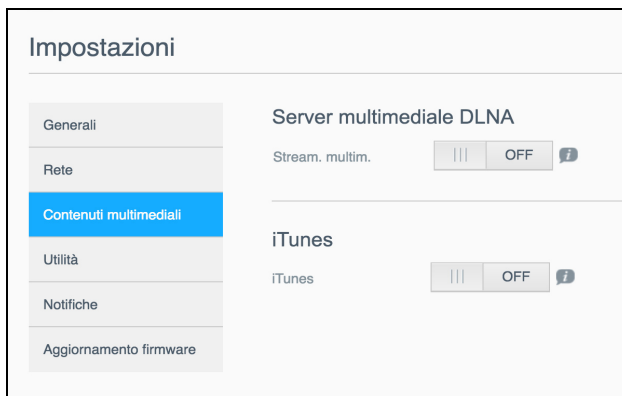 Impostazioni
Generali
Rete
Contenuti multimediali
Utilità
Notifiche
Aggiornamento firmware
Server multimediale DLNA
Stream. multim.
OFF
iTunes
iTunes
OFF